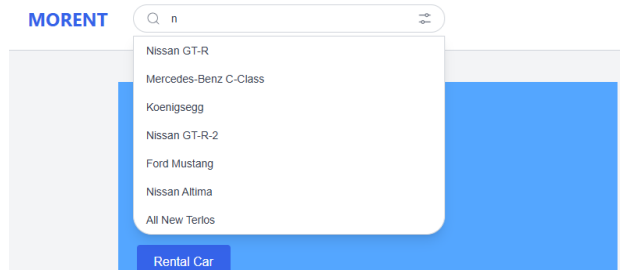 MORENT
n
Nissan GT-R
Mercedes-Benz C-Class
Koenigsegg
Nissan GT-R-2
Ford Mustang
Nissan Altima
All New Terlos
Rental Car